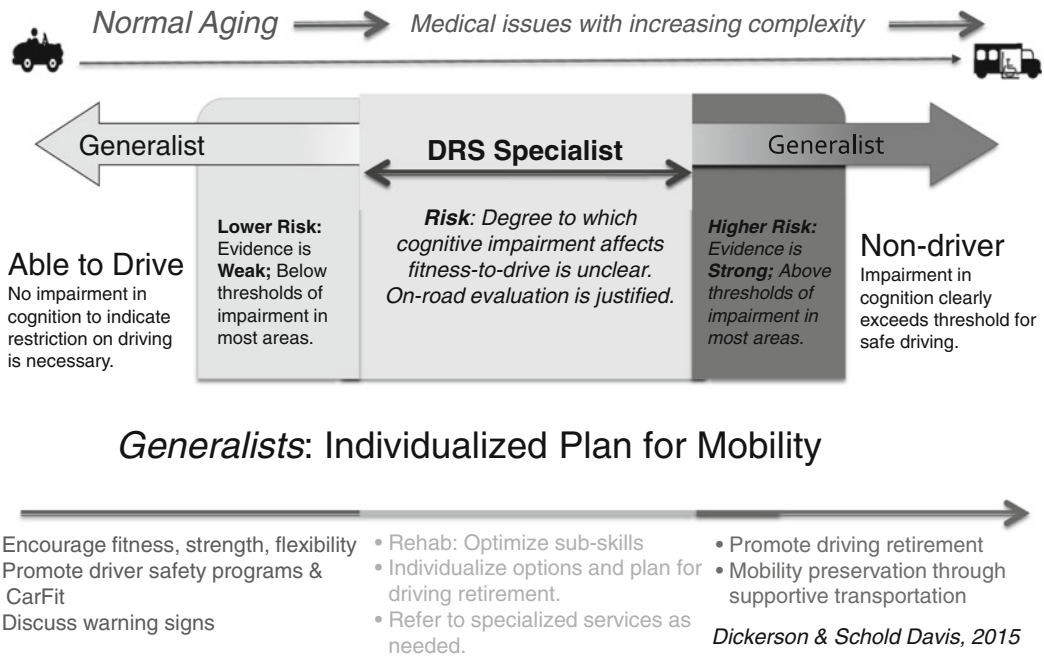 Normal Aging
Medical issues with increasing complexity
Generalist
DRS Specialist
Generalist
Able to Drive
No impairment in
cognition to indicate
restriction on driving
is necessary.
Lower Risk:
Evidence is
Weak; Below
thresholds of
impairment in
most areas.
Risk: Degree to which
cognitive impairment affects
fitness-to-drive is unclear.
On-road evaluation is justified.
Higher Risk:
Evidence is
Strong; Above
thresholds of
impairment in
most areas.
Non-driver
Impairment in
cognition clearly
exceeds threshold for
safe driving.
Generalists: Individualized Plan for Mobility
Encourage fitness, strength, flexibility
Promote driver safety programs &
CarFit
Discuss warning signs
• Rehab: Optimize sub-skills
• Individualize options and plan for
driving retirement.
• Refer to specialized services as
needed.
• Promote driving retirement
• Mobility preservation through
supportive transportation
Dickerson & Schold Davis, 2015